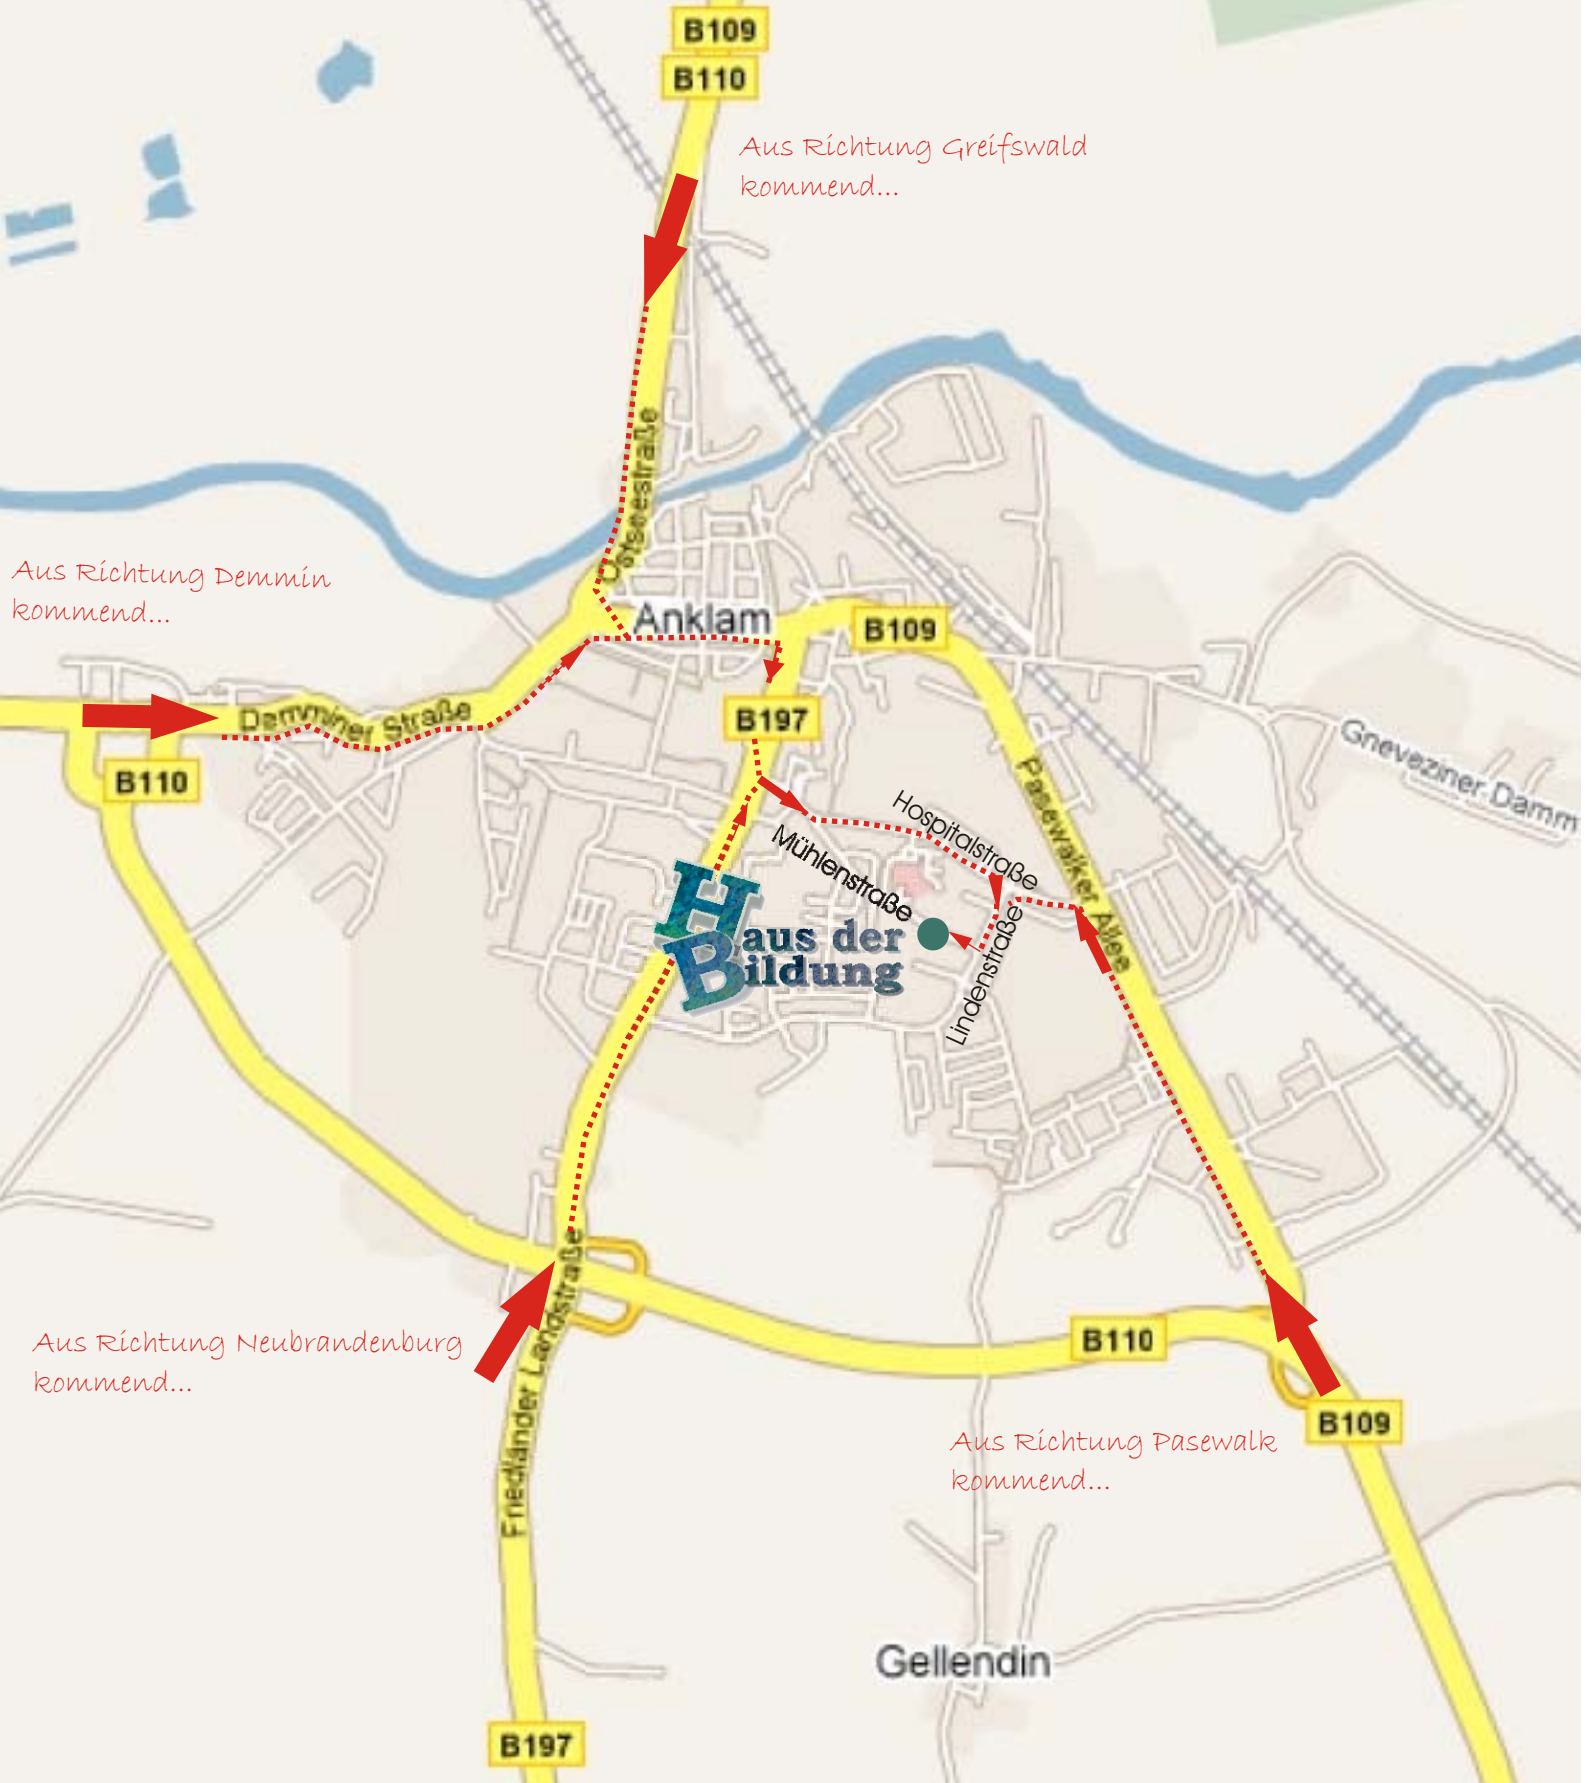 B109
B110
Aus Richtung Greifswald
kommend...
Ostseestraße
Aus Richtung Demmin
kommend...
Anklam
B109
B197
Demminer Straße
B110
Gneveziner Damm
Pasewalker Allee
Hospitalstraße
Mühlenstraße
Lindenstraße
Haus der
Bildung
Friedländer Landstraße
Aus Richtung Neubrandenburg
kommend...
B110
B109
Aus Richtung Pasewalk
kommend...
Gellendin
B197